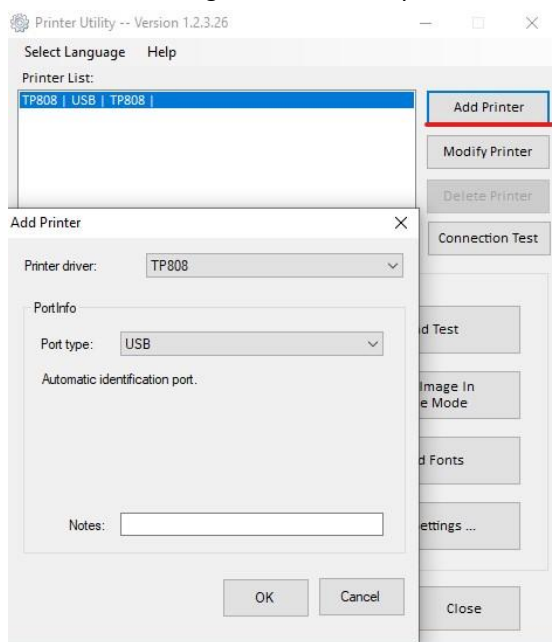 Printer Utility -- Version 1.2.3.26
Select Language Help
Printer List:
TP808 | USB | TP808 |
Add Printer
Modify Printer
Delete Printer
Connection Test
Add Printer
Printer driver: TP808
PortInfo
Port type: USB
Automatic identification port.
Notes:
OK Cancel
d Test
Image In
e Mode
d Fonts
ettings ...
Close